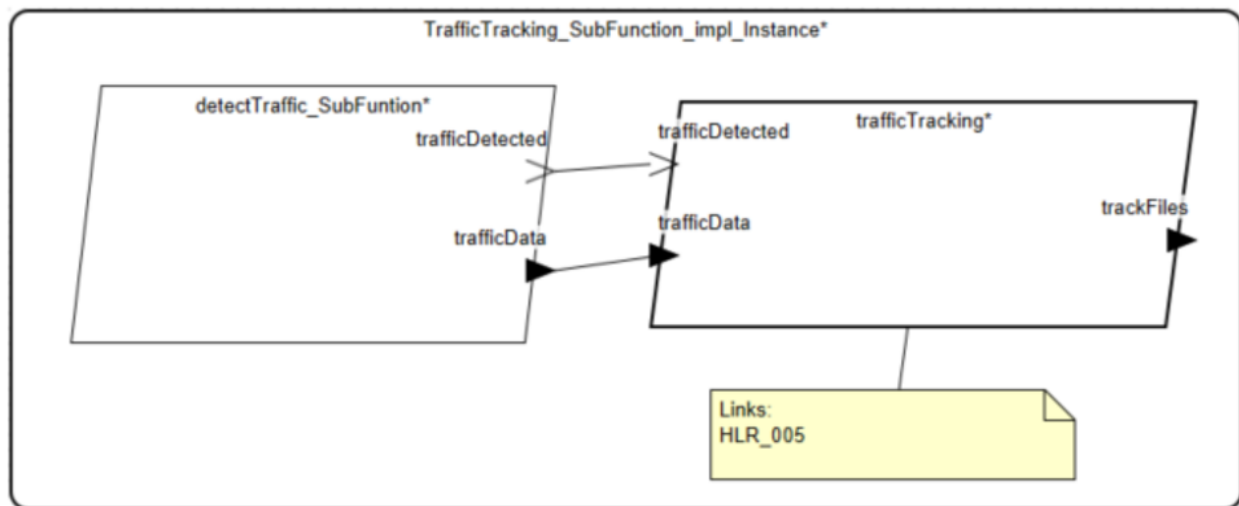 TrafficTracking_SubFunction_impl_Instance*
detectTraffic_SubFuntion*
trafficDetected
trafficData
trafficTracking*
trafficDetected
trafficData
trackFiles
Links:
HLR_005